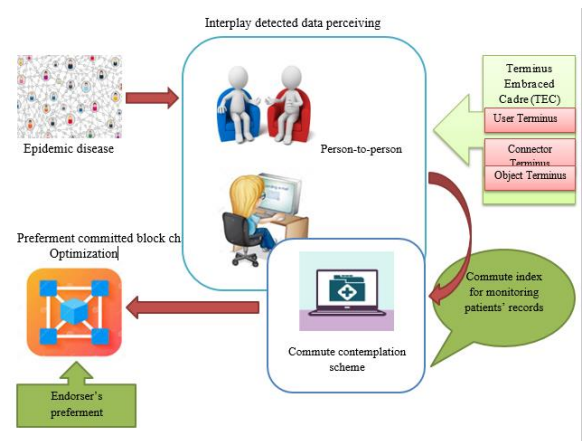 Interplay detected data perceiving
Terminus
Embraced
Cadre (TEC)
User Terminus
Connector
Terminus
Object Terminus
Epidemic disease
Person-to-person
Preferment committed block ch
Optimization
Commute index
for monitoring
patients' records
Commute contemplation
scheme
Endorser's
preferment